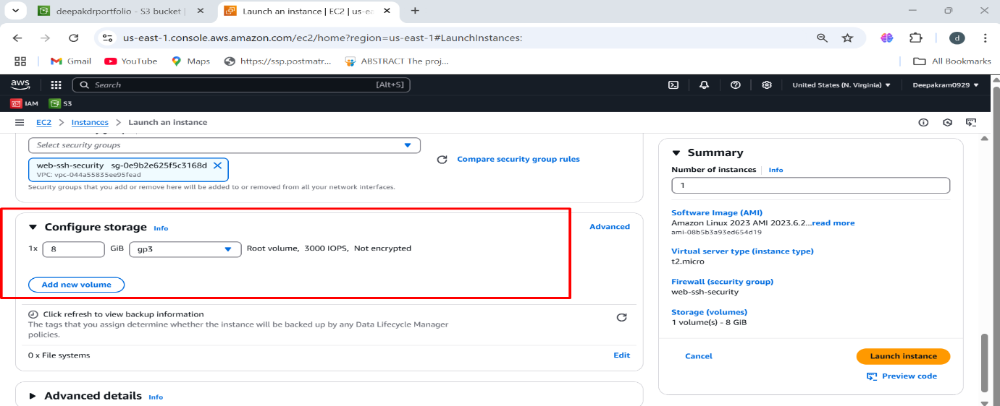 deepakdrportfolio - S3 bucket |
Launch an instance | EC2 | us-ea
us-east-1.console.aws.amazon.com/ec2/home?region=us-east-1#LaunchInstances:
d
Gmail
YouTube
Maps
https://ssp.postmatr...
ABSTRACT The proj...
All Bookmarks
aws
Search
[Alt+S]
United States (N. Virginia)
Deepakram0929
IAM
S3
EC2 > Instances > Launch an instance
Select security groups
Compare security group rules
web-ssh-security sg-0e9b2e625f5c3168d
VPC: vpc-044a55835ee95fead
Security groups that you add or remove here will be added to or removed from all your network interfaces.
Configure storage Info
Advanced
1x 8 GiB gp3 Root volume, 3000 IOPS, Not encrypted
Add new volume
Click refresh to view backup information
The tags that you assign determine whether the instance will be backed up by any Data Lifecycle Manager
policies.
0 x File systems
Edit
Advanced details Info
Summary
Number of instances Info
1
Software Image (AMI)
Amazon Linux 2023 AMI 2023.6.2...read more
ami-08b5b3a93ed654d19
Virtual server type (instance type)
t2.micro
Firewall (security group)
web-ssh-security
Storage (volumes)
1 volume(s) - 8 GiB
Cancel
Launch instance
Preview code